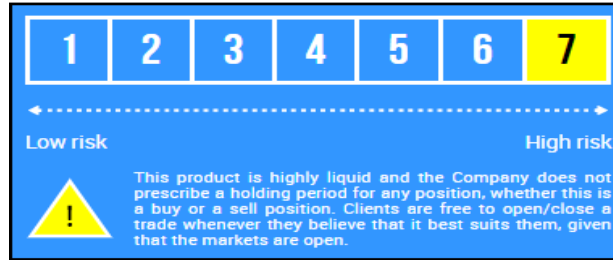 1 2 3 4 5 6 7
Low risk High risk
This product is highly liquid and the Company does not
prescribe a holding period for any position, whether this is
a buy or a sell position. Clients are free to open/close a
trade whenever they believe that it best suits them, given
that the markets are open.
!